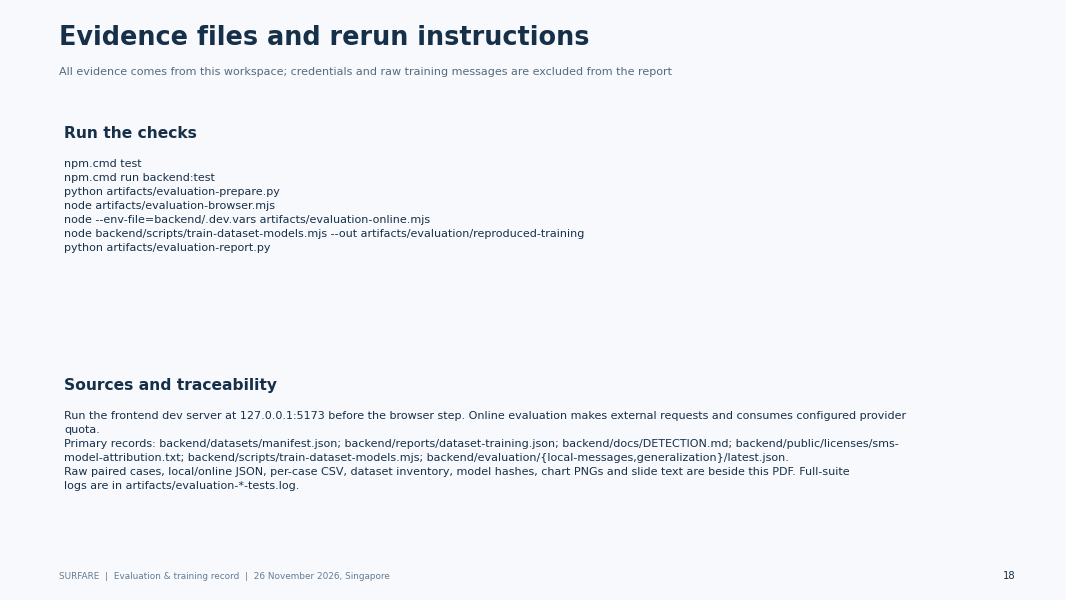 Evidence files and rerun instructions
All evidence comes from this workspace; credentials and raw training messages are excluded from the report
Run the checks
npm.cmd test
npm.cmd run backend:test
python artifacts/evaluation-prepare.py
node artifacts/evaluation-browser.mjs
node --env-file=backend/.dev.vars artifacts/evaluation-online.mjs
node backend/scripts/train-dataset-models.mjs --out artifacts/evaluation/reproduced-training
python artifacts/evaluation-report.py
Sources and traceability
Run the frontend dev server at 127.0.0.1:5173 before the browser step. Online evaluation makes external requests and consumes configured provider
quota.
Primary records: backend/datasets/manifest.json; backend/reports/dataset-training.json; backend/docs/DETECTION.md; backend/public/licenses/sms-
model-attribution.txt; backend/scripts/train-dataset-models.mjs; backend/evaluation/{local-messages,generalization}/latest.json.
Raw paired cases, local/online JSON, per-case CSV, dataset inventory, model hashes, chart PNGs and slide text are beside this PDF. Full-suite
logs are in artifacts/evaluation-*-tests.log.
SURFARE | Evaluation & training record | 26 November 2026, Singapore
18